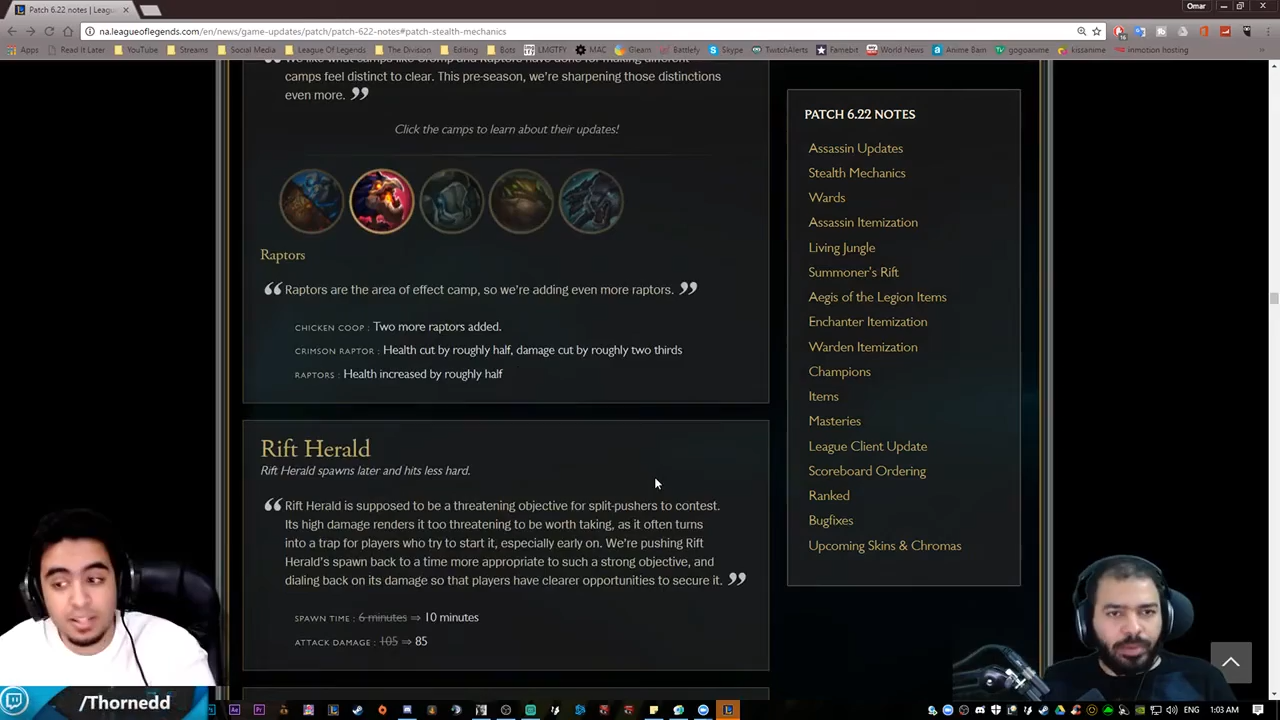 Patch 6.22 notes | Leagu
Omar
na.leagueoflegends.com/en/news/game-updates/patch/patch-622-notes#patch-stealth-mechanics
Apps Read It Later YouTube Streams Social Media League Of Legends The Division Editing Bots LMGTFY MAC Gleam Battlefy Skype TwitchAlerts Famebit World News Anime Barn gogoanime kissanime inmotion hosting
camps feel distinct to clear. This pre-season, we're sharpening those distinctions
even more.
Click the camps to learn about their updates!
Raptors
Raptors are the area of effect camp, so we're adding even more raptors.
CHICKEN COOP : Two more raptors added.
CRIMSON RAPTOR : Health cut by roughly half, damage cut by roughly two thirds
RAPTORS : Health increased by roughly half
Rift Herald
Rift Herald spawns later and hits less hard.
Rift Herald is supposed to be a threatening objective for split-pushers to contest.
Its high damage renders it too threatening to be worth taking, as it often turns
into a trap for players who try to start it, especially early on. We're pushing Rift
Herald's spawn back to a time more appropriate to such a strong objective, and
dialing back on its damage so that players have clearer opportunities to secure it.
SPAWN TIME : 6 minutes ⇒ 10 minutes
ATTACK DAMAGE : 105 ⇒ 85
PATCH 6.22 NOTES
Assassin Updates
Stealth Mechanics
Wards
Assassin Itemization
Living Jungle
Summoner's Rift
Aegis of the Legion Items
Enchanter Itemization
Warden Itemization
Champions
Items
Masteries
League Client Update
Scoreboard Ordering
Ranked
Bugfixes
Upcoming Skins & Chromas
/Thornedd
ENG 1:03 AM